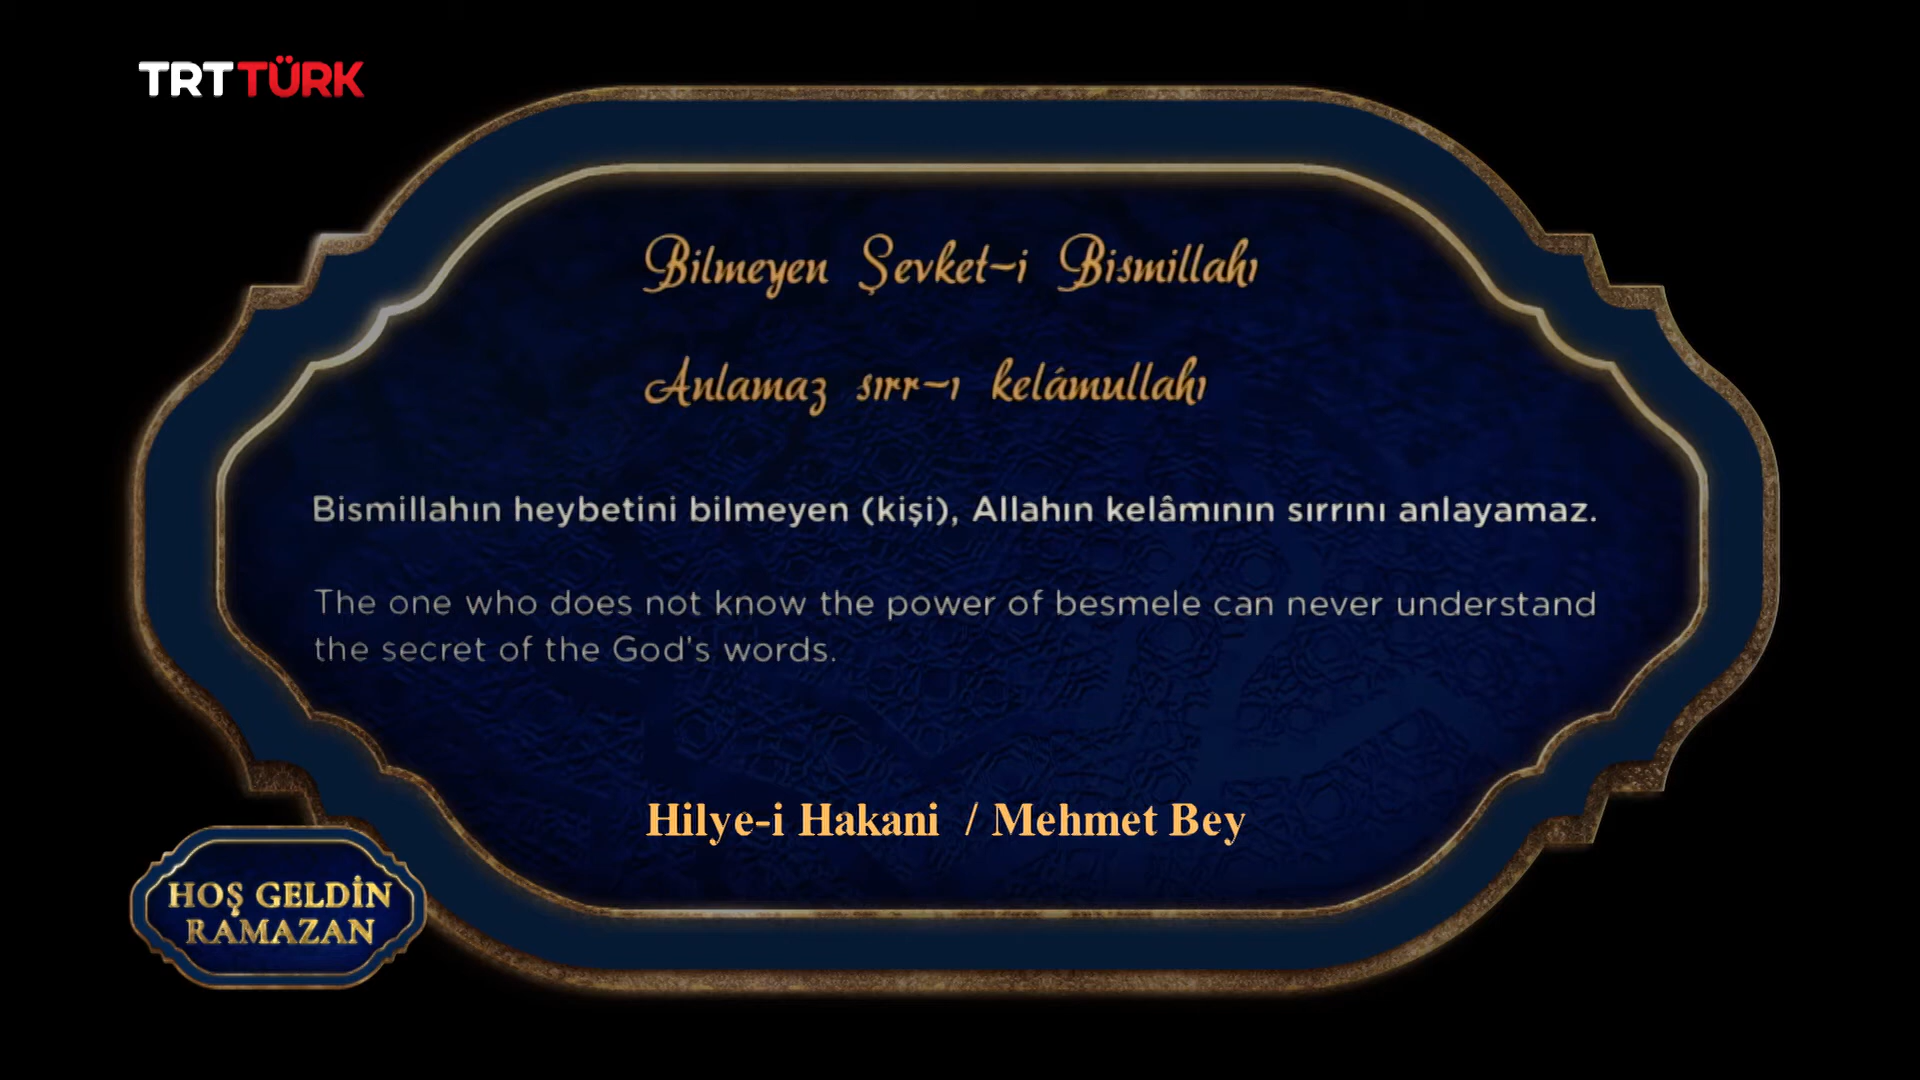 TRT TÜRK
Bilmeyen Şevket-i Bismillahı
Anlamaz sırr-ı kelâmullahı
Bismillahın heybetini bilmeyen (kişi), Allahın kelâmının sırrını anlayamaz.
The one who does not know the power of besmele can never understand
the secret of the God's words.
Hilye-i Hakani / Mehmet Bey
HOŞ GELDİN
RAMAZAN